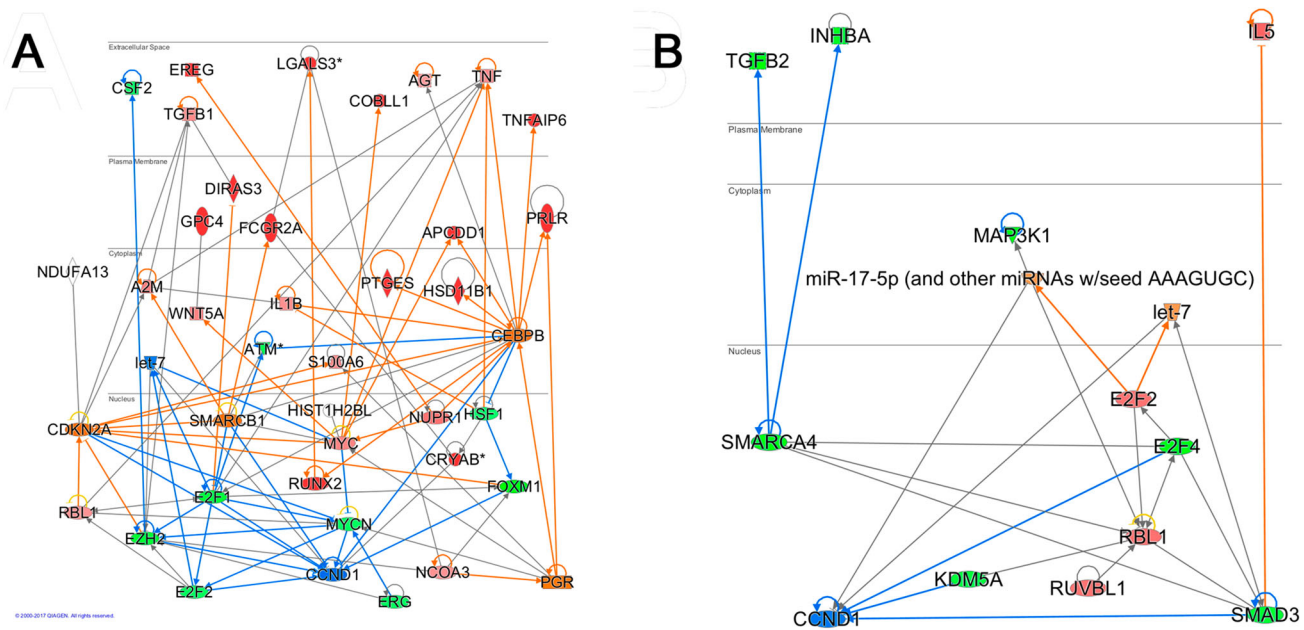 A
Extracellular Space
EREG
LGALS3*
CSF2
AGT
TNF
COBLL1
TGFB1
TNFAIP6
Plasma Membrane
DIRAS3
GPC4
FCGR2A
PRLR
APCDD1
Cytoplasm
NDUFA13
A2M
PTGES
HSD11B1
WNT5A
IL1B
CEBPB
ATM*
let-7
S100A6
Nucleus
CDKN2A
SMARCB1
HIST1H2BL
NUPR1
HSF1
MYC
CRYAB*
RUNX2
FOXM1
RBL1
E2F1
MYCN
EZH2
CCND1
NCOA3
PGR
E2F2
ERG
© 2000-2017 QIAGEN. All rights reserved.
B
INHBA
IL5
TGFB2
Plasma Membrane
Cytoplasm
MAP3K1
miR-17-5p (and other miRNAs w/seed AAAGUGC)
let-7
Nucleus
E2F2
SMARCA4
E2F4
RBL1
KDM5A
RUVBL1
CCND1
SMAD3